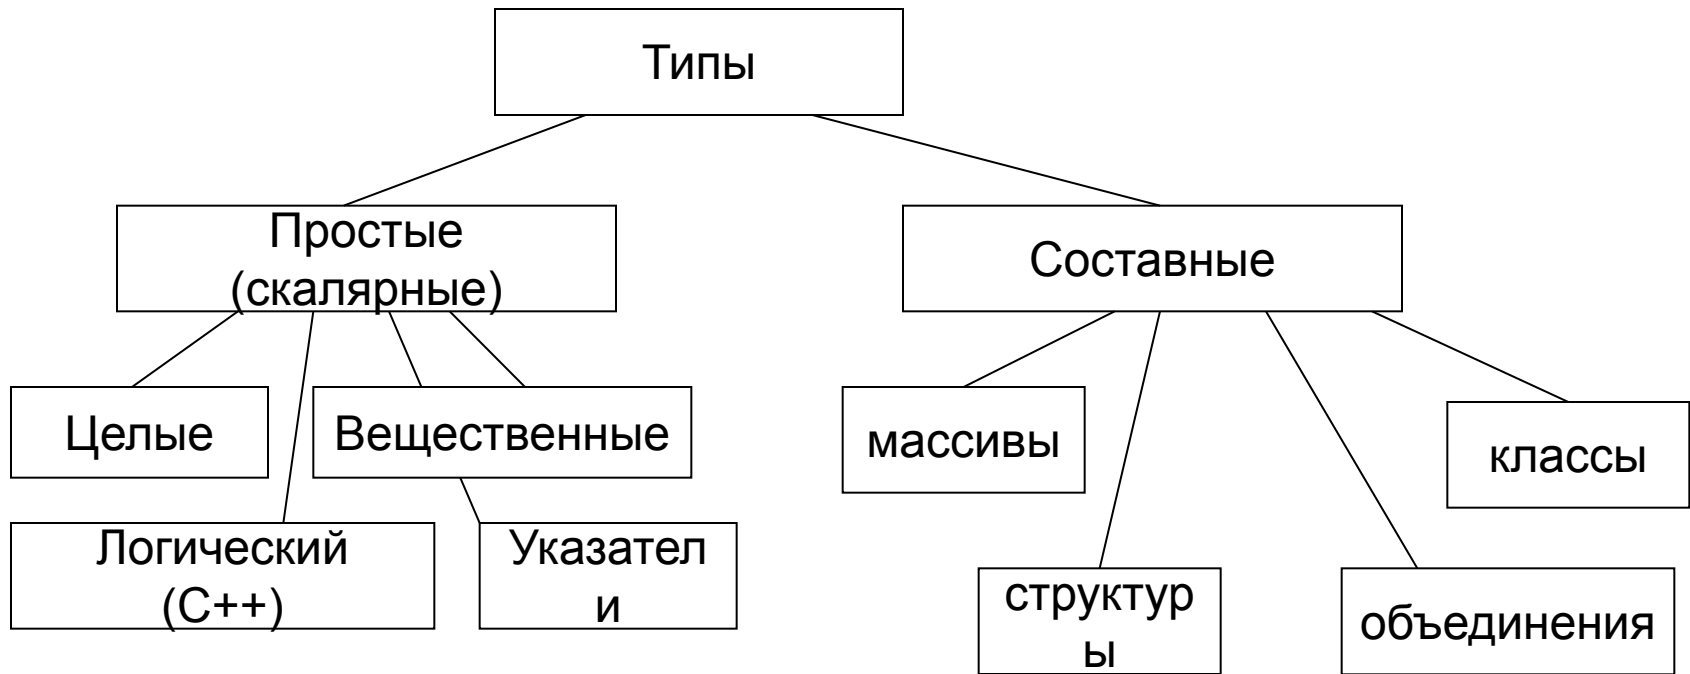 Типы
Простые
(скалярные)
Составные
Целые
Вещественные
массивы
классы
Логический
(C++)
Указател
и
структур
ы
объединения